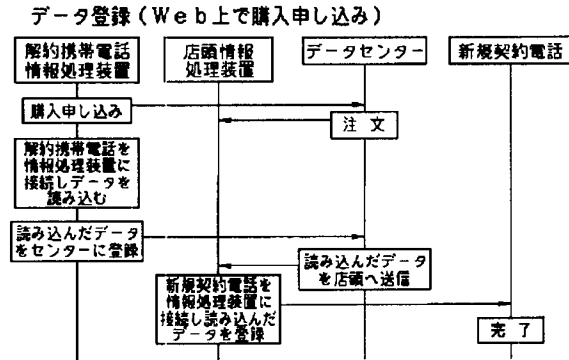 データ登録(Web上で購入申し込み)
解約携帯電話
情報処理装置
店頭情報
処理装置
データセンター
新規契約電話
購入申し込み
注文
解約携帯電話を
情報処理装置に
接続しデータを
読み込む
読み込んだデータ
をセンターに登録
読み込んだデータ
を店頭へ送信
新規契約電話を
情報処理装置に
接続し読み込んだ
データを登録
完了